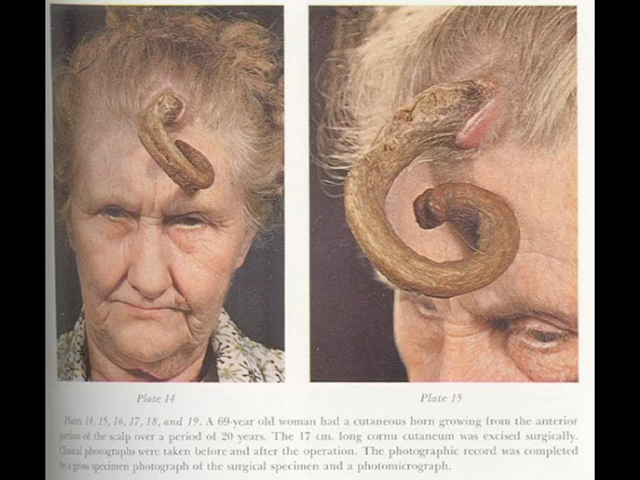 Plate 14
Plate 15
Plates 14, 15, 16, 17, 18, and 19. A 69-year old woman had a cutaneous horn growing from the anterior
portion of the scalp over a period of 20 years. The 17 cm. long cornu cutaneum was excised surgically.
Clinical photographs were taken before and after the operation. The photographic record was completed
by a gross specimen photograph of the surgical specimen and a photomicrograph.